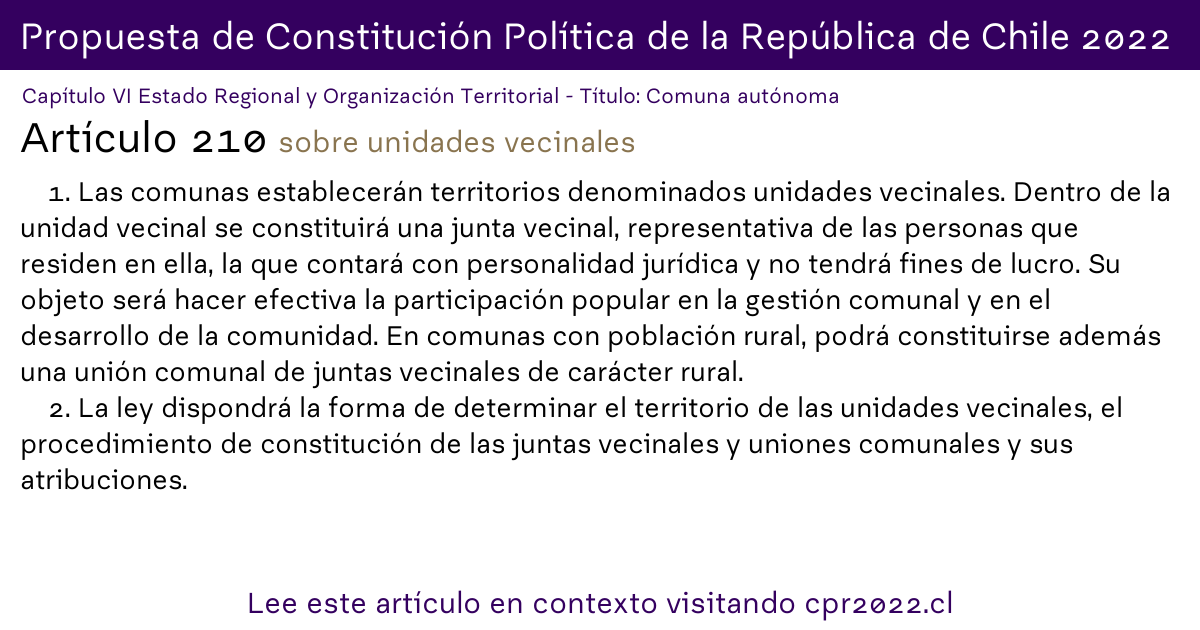 Propuesta de Constitución Política de la República de Chile 2022
Capítulo VI Estado Regional y Organización Territorial - Título: Comuna autónoma
Artículo 210 sobre unidades vecinales
1. Las comunas establecerán territorios denominados unidades vecinales. Dentro de la
unidad vecinal se constituirá una junta vecinal, representativa de las personas que
residen en ella, la que contará con personalidad jurídica y no tendrá fines de lucro. Su
objeto será hacer efectiva la participación popular en la gestión comunal y en el
desarrollo de la comunidad. En comunas con población rural, podrá constituirse además
una unión comunal de juntas vecinales de carácter rural.
2. La ley dispondrá la forma de determinar el territorio de las unidades vecinales, el
procedimiento de constitución de las juntas vecinales y uniones comunales y sus
atribuciones.
Lee este artículo en contexto visitando cpr2022.cl